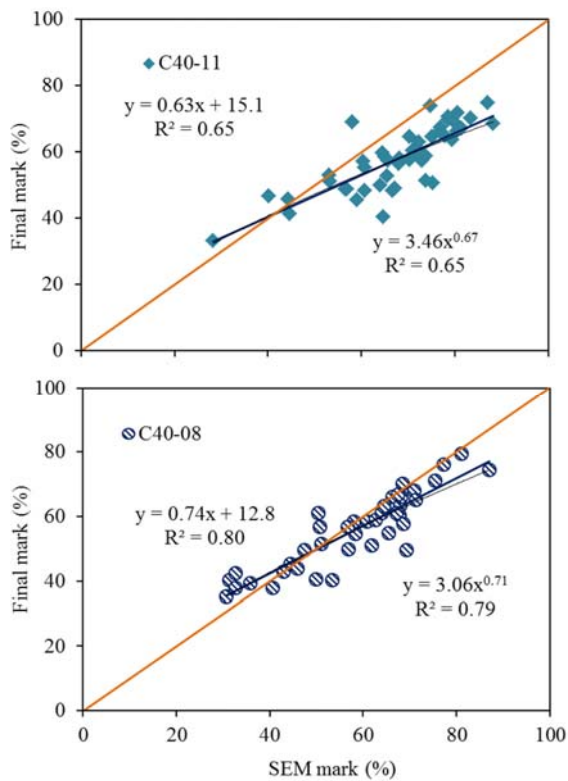 100
C40-11
80
y = 0.63x + 15.1
R² = 0.65
Final mark (%)
60
40
y = 3.46x^0.67
R² = 0.65
20
0
100
C40-08
80
y = 0.74x + 12.8
R² = 0.80
Final mark (%)
60
40
y = 3.06x^0.71
R² = 0.79
20
0
0 20 40 60 80 100
SEM mark (%)